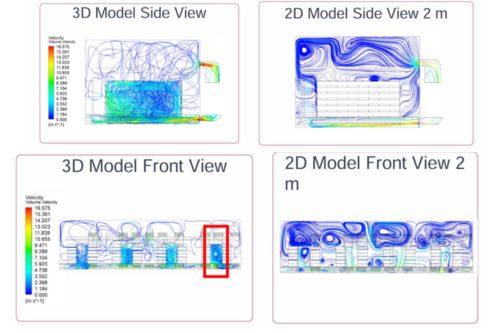 3D Model Side View
Velocity
Volume Velocity
16.575
15.391
14.207
13.023
11.839
10.655
9.471
8.287
7.104
5.920
4.736
3.552
2.368
1.184
0.000
[m s^-1]
2D Model Side View 2 m
3D Model Front View
Velocity
Volume Velocity
16.575
15.391
14.207
13.023
11.839
10.655
9.471
8.287
7.104
5.920
4.736
3.552
2.368
1.184
0.000
[m s^-1]
2D Model Front View 2
m